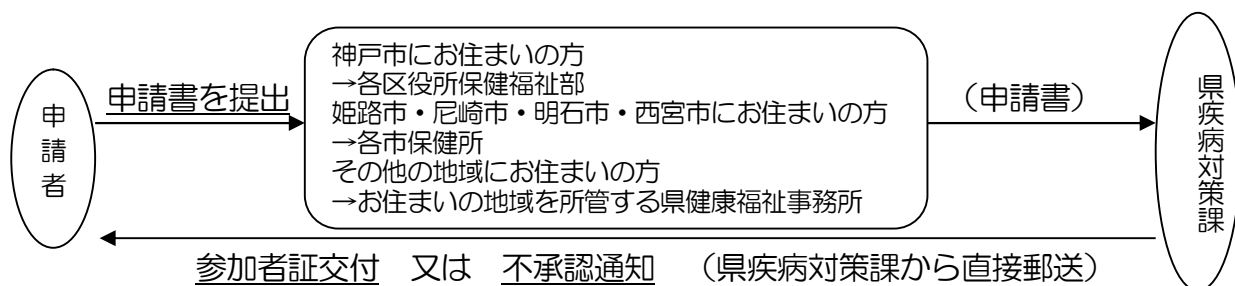 申請者
申請書を提出
神戸市にお住まいの方
→各区役所保健福祉部
姫路市・尼崎市・明石市・西宮市にお住まいの方
→各市保健所
その他の地域にお住まいの方
→お住まいの地域を所管する県健康福祉事務所
（申請書）
県疾病対策課
参加者証交付　又は　不承認通知　（県疾病対策課から直接郵送）